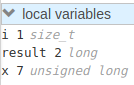 local variables
i 1 size_t
result 2 long
x 7 unsigned long